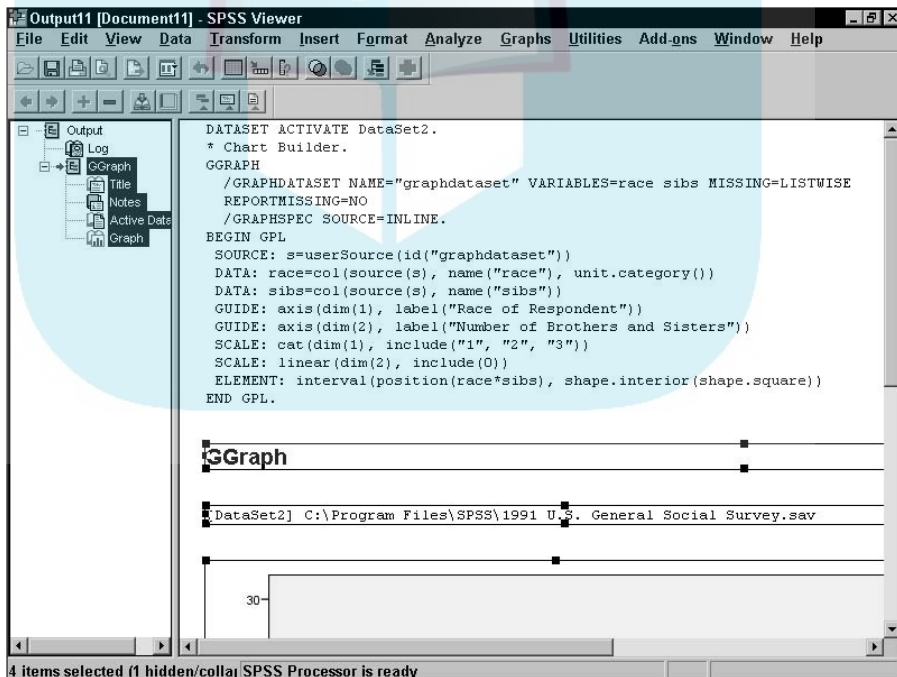 Output11 [Document11] - SPSS Viewer
File Edit View Data Transform Insert Format Analyze Graphs Utilities Add-ons Window Help
Output
Log
GGraph
Title
Notes
Active Data
Graph
DATASET ACTIVATE DataSet2.
* Chart Builder.
GGRAPH
/GRAPHDATASET NAME="graphdataset" VARIABLES=race sibs MISSING=LISTWISE
REPORTMISSING=NO
/GRAPHSPEC SOURCE=INLINE.
BEGIN GPL
SOURCE: s=userSource(id("graphdataset"))
DATA: race=col(source(s), name("race"), unit.category())
DATA: sibs=col(source(s), name("sibs"))
GUIDE: axis(dim(1), label("Race of Respondent"))
GUIDE: axis(dim(2), label("Number of Brothers and Sisters"))
SCALE: cat(dim(1), include("1", "2", "3"))
SCALE: linear(dim(2), include(0))
ELEMENT: interval(position(race*sibs), shape.interior(shape.square))
END GPL.
GGraph
[DataSet2] C:\Program Files\SPSS\1991 U.S. General Social Survey.sav
30
4 items selected (1 hidden/collap SPSS Processor is ready